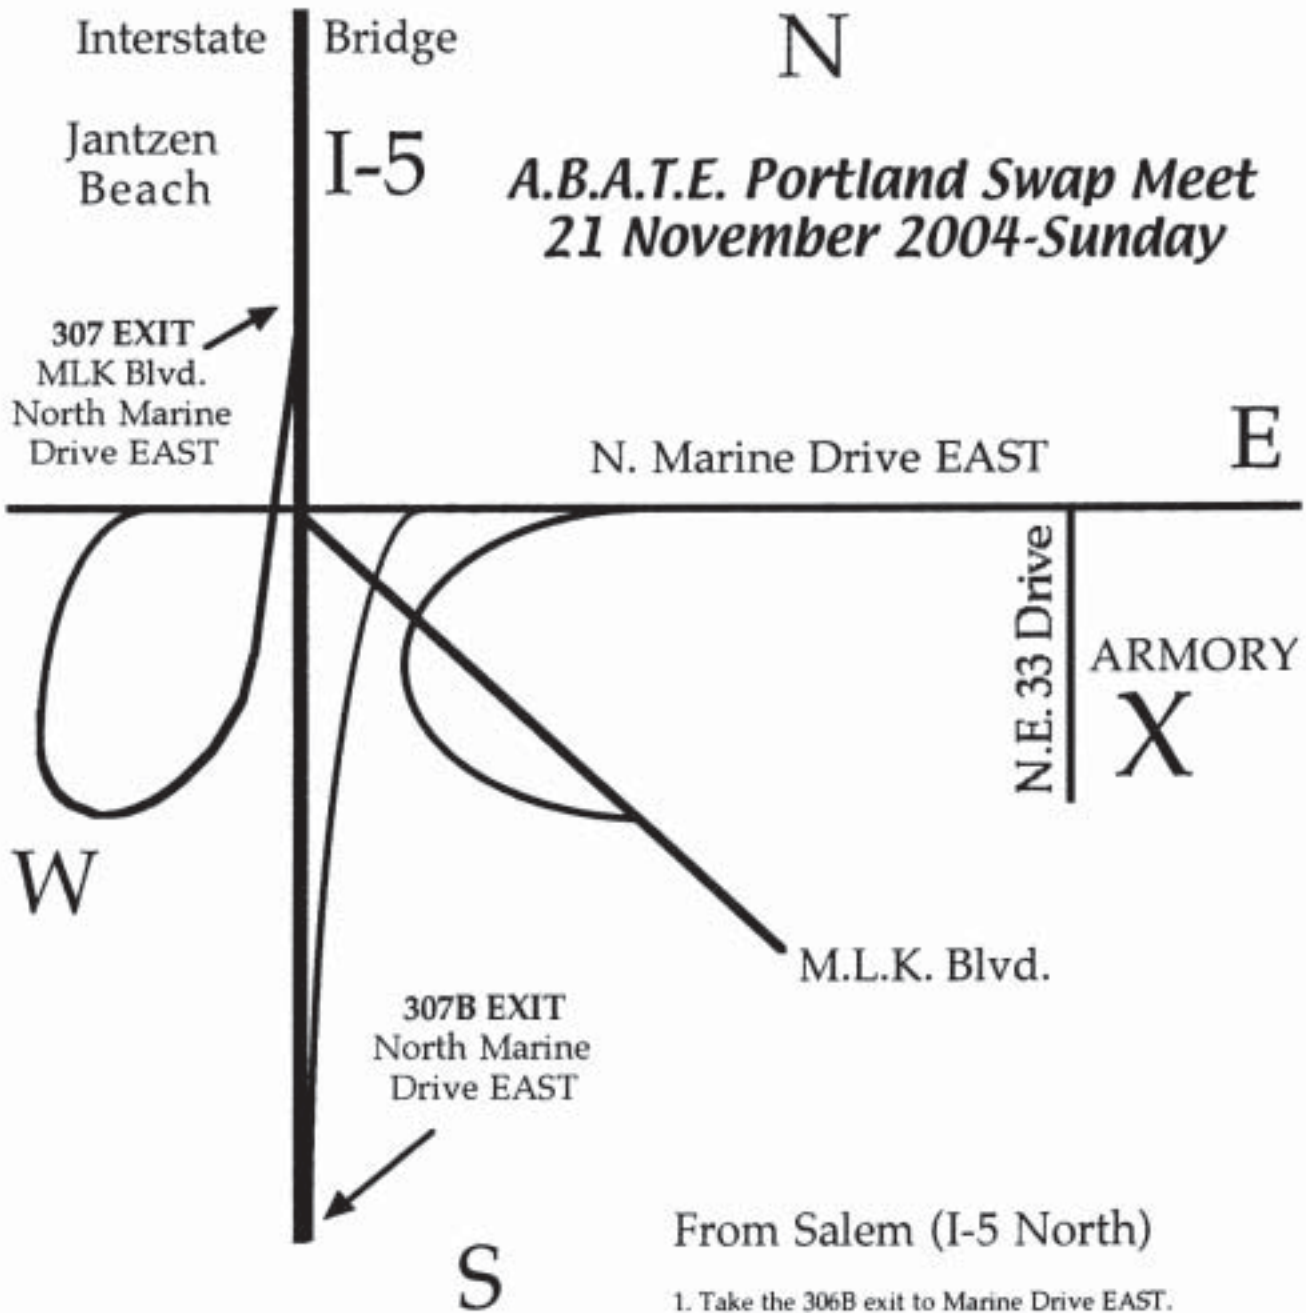 Interstate Bridge
N
Jantzen
Beach
I-5
A.B.A.T.E. Portland Swap Meet
21 November 2004-Sunday
307 EXIT
MLK Blvd.
North Marine
Drive EAST
N. Marine Drive EAST
E
N.E. 33 Drive
ARMORY
X
W
M.L.K. Blvd.
307B EXIT
North Marine
Drive EAST
S
From Salem (I-5 North)
1. Take the 306B exit to Marine Drive EAST.